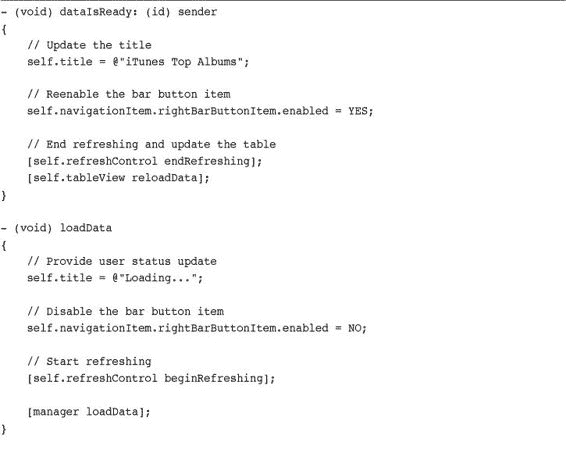 - (void) dataIsReady: (id) sender
{
    // Update the title
    self.title = @"iTunes Top Albums";

    // Reenable the bar button item
    self.navigationItem.rightBarButtonItem.enabled = YES;

    // End refreshing and update the table
    [self.refreshControl endRefreshing];
    [self.tableView reloadData];
}

- (void) loadData
{
    // Provide user status update
    self.title = @"Loading...";

    // Disable the bar button item
    self.navigationItem.rightBarButtonItem.enabled = NO;

    // Start refreshing
    [self.refreshControl beginRefreshing];

    [manager loadData];
}